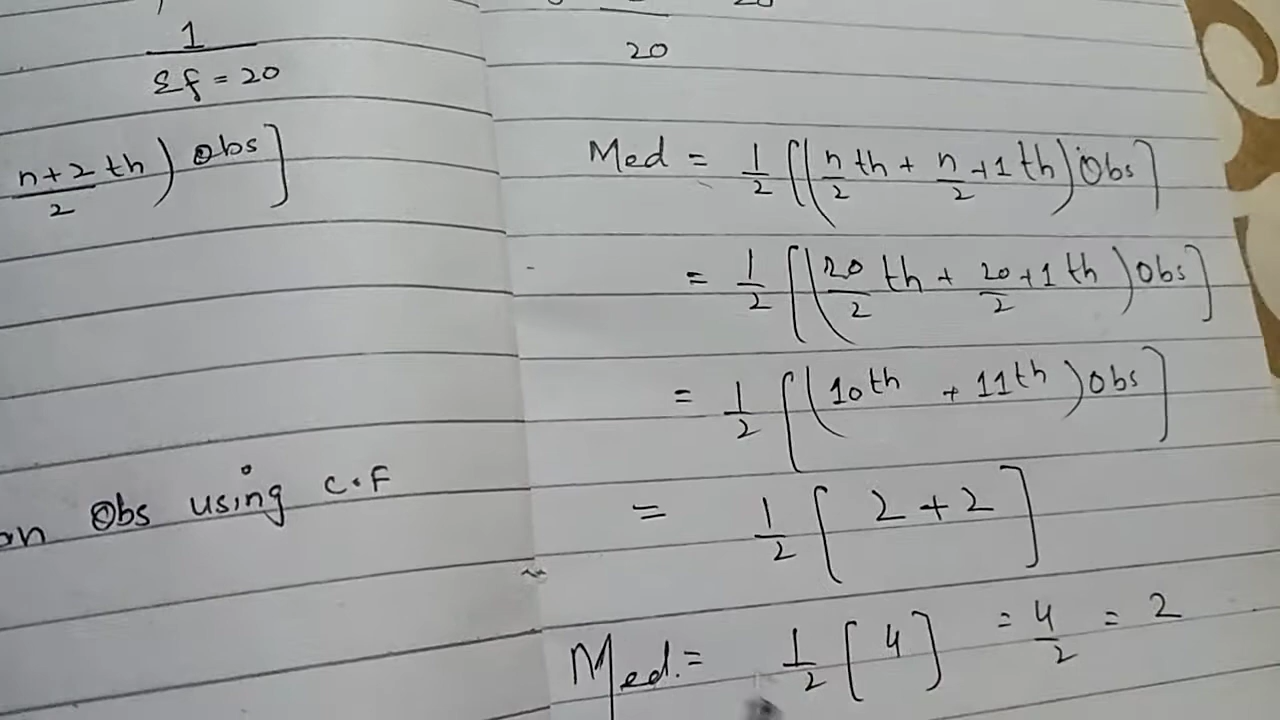 1
Σf = 20
n+2 th) Obs]
2
Obs using C.F
20
Med = 1/2 [(n/2 th + n/2 +1 th) Obs]
= 1/2 [(20/2 th + 20/2 +1 th) Obs]
= 1/2 [(10th + 11th) Obs]
= 1/2 [2+2]
Med. = 1/2 [4] = 4/2 = 2